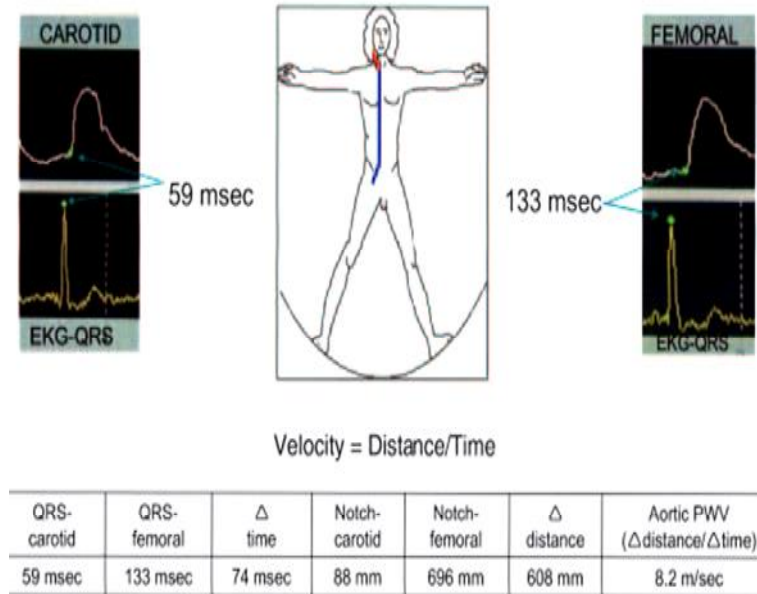 CAROTID
FEMORAL
59 msec
133 msec
EKG-QRS
EKG-QRS
Velocity = Distance/Time
QRS-carotid QRS-femoral Δ time Notch-carotid Notch-femoral Δ distance Aortic PWV (Δdistance/Δtime)
59 msec 133 msec 74 msec 88 mm 696 mm 608 mm 8.2 m/sec